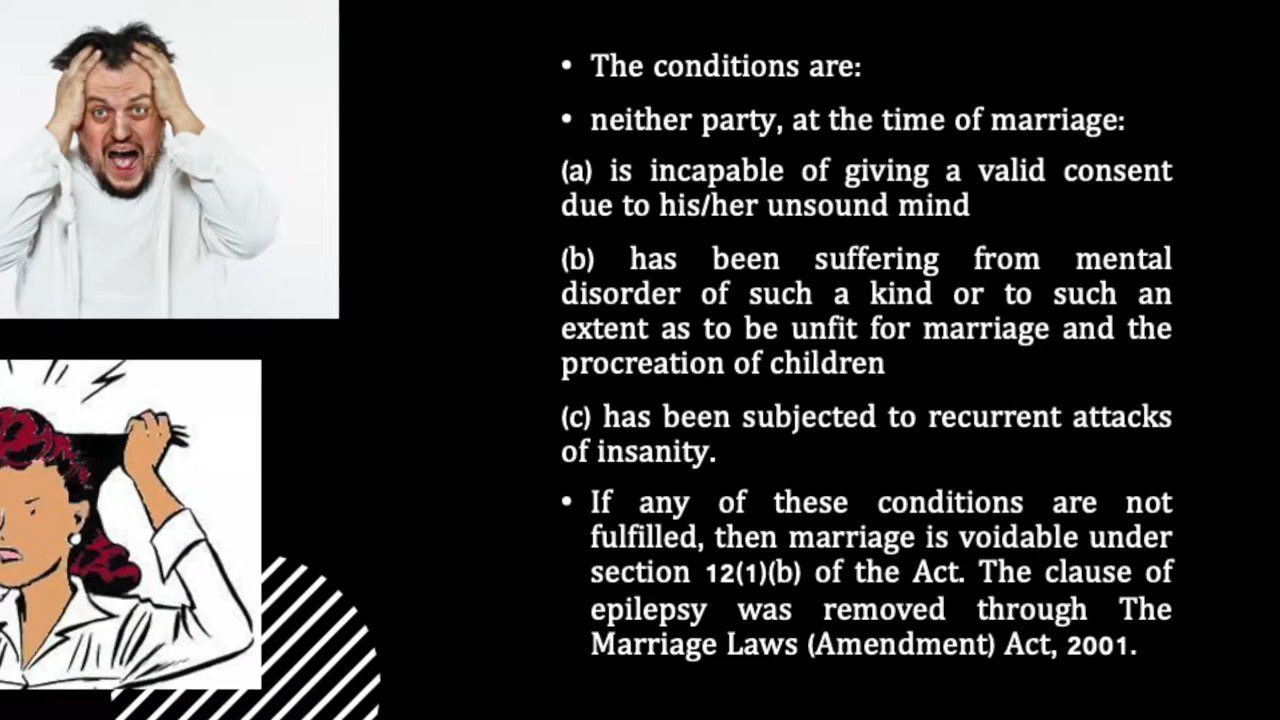 • The conditions are:
• neither party, at the time of marriage:
(a) is incapable of giving a valid consent
due to his/her unsound mind
(b) has been suffering from mental
disorder of such a kind or to such an
extent as to be unfit for marriage and the
procreation of children
(c) has been subjected to recurrent attacks
of insanity.
• If any of these conditions are not
fulfilled, then marriage is voidable under
section 12(1)(b) of the Act. The clause of
epilepsy was removed through The
Marriage Laws (Amendment) Act, 2001.